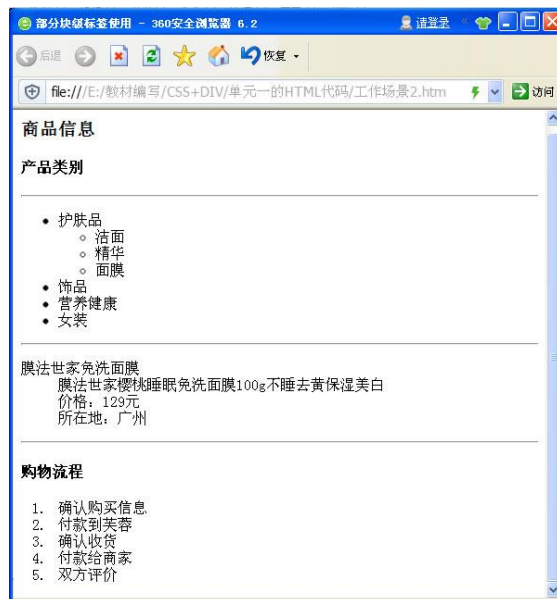 部分块级标签使用 - 360安全浏览器 6.2
请登录
后退
恢复
file:///E:/教材编写/CSS+DIV/单元一的HTML代码/工作场景2.htm
访问
商品信息
产品类别
护肤品
洁面
精华
面膜
饰品
营养健康
女装
膜法世家免洗面膜
膜法世家樱桃睡眠免洗面膜100g不睡去黄保湿美白
价格：129元
所在地：广州
购物流程
1. 确认购买信息
2. 付款到芙蓉
3. 确认收货
4. 付款给商家
5. 双方评价